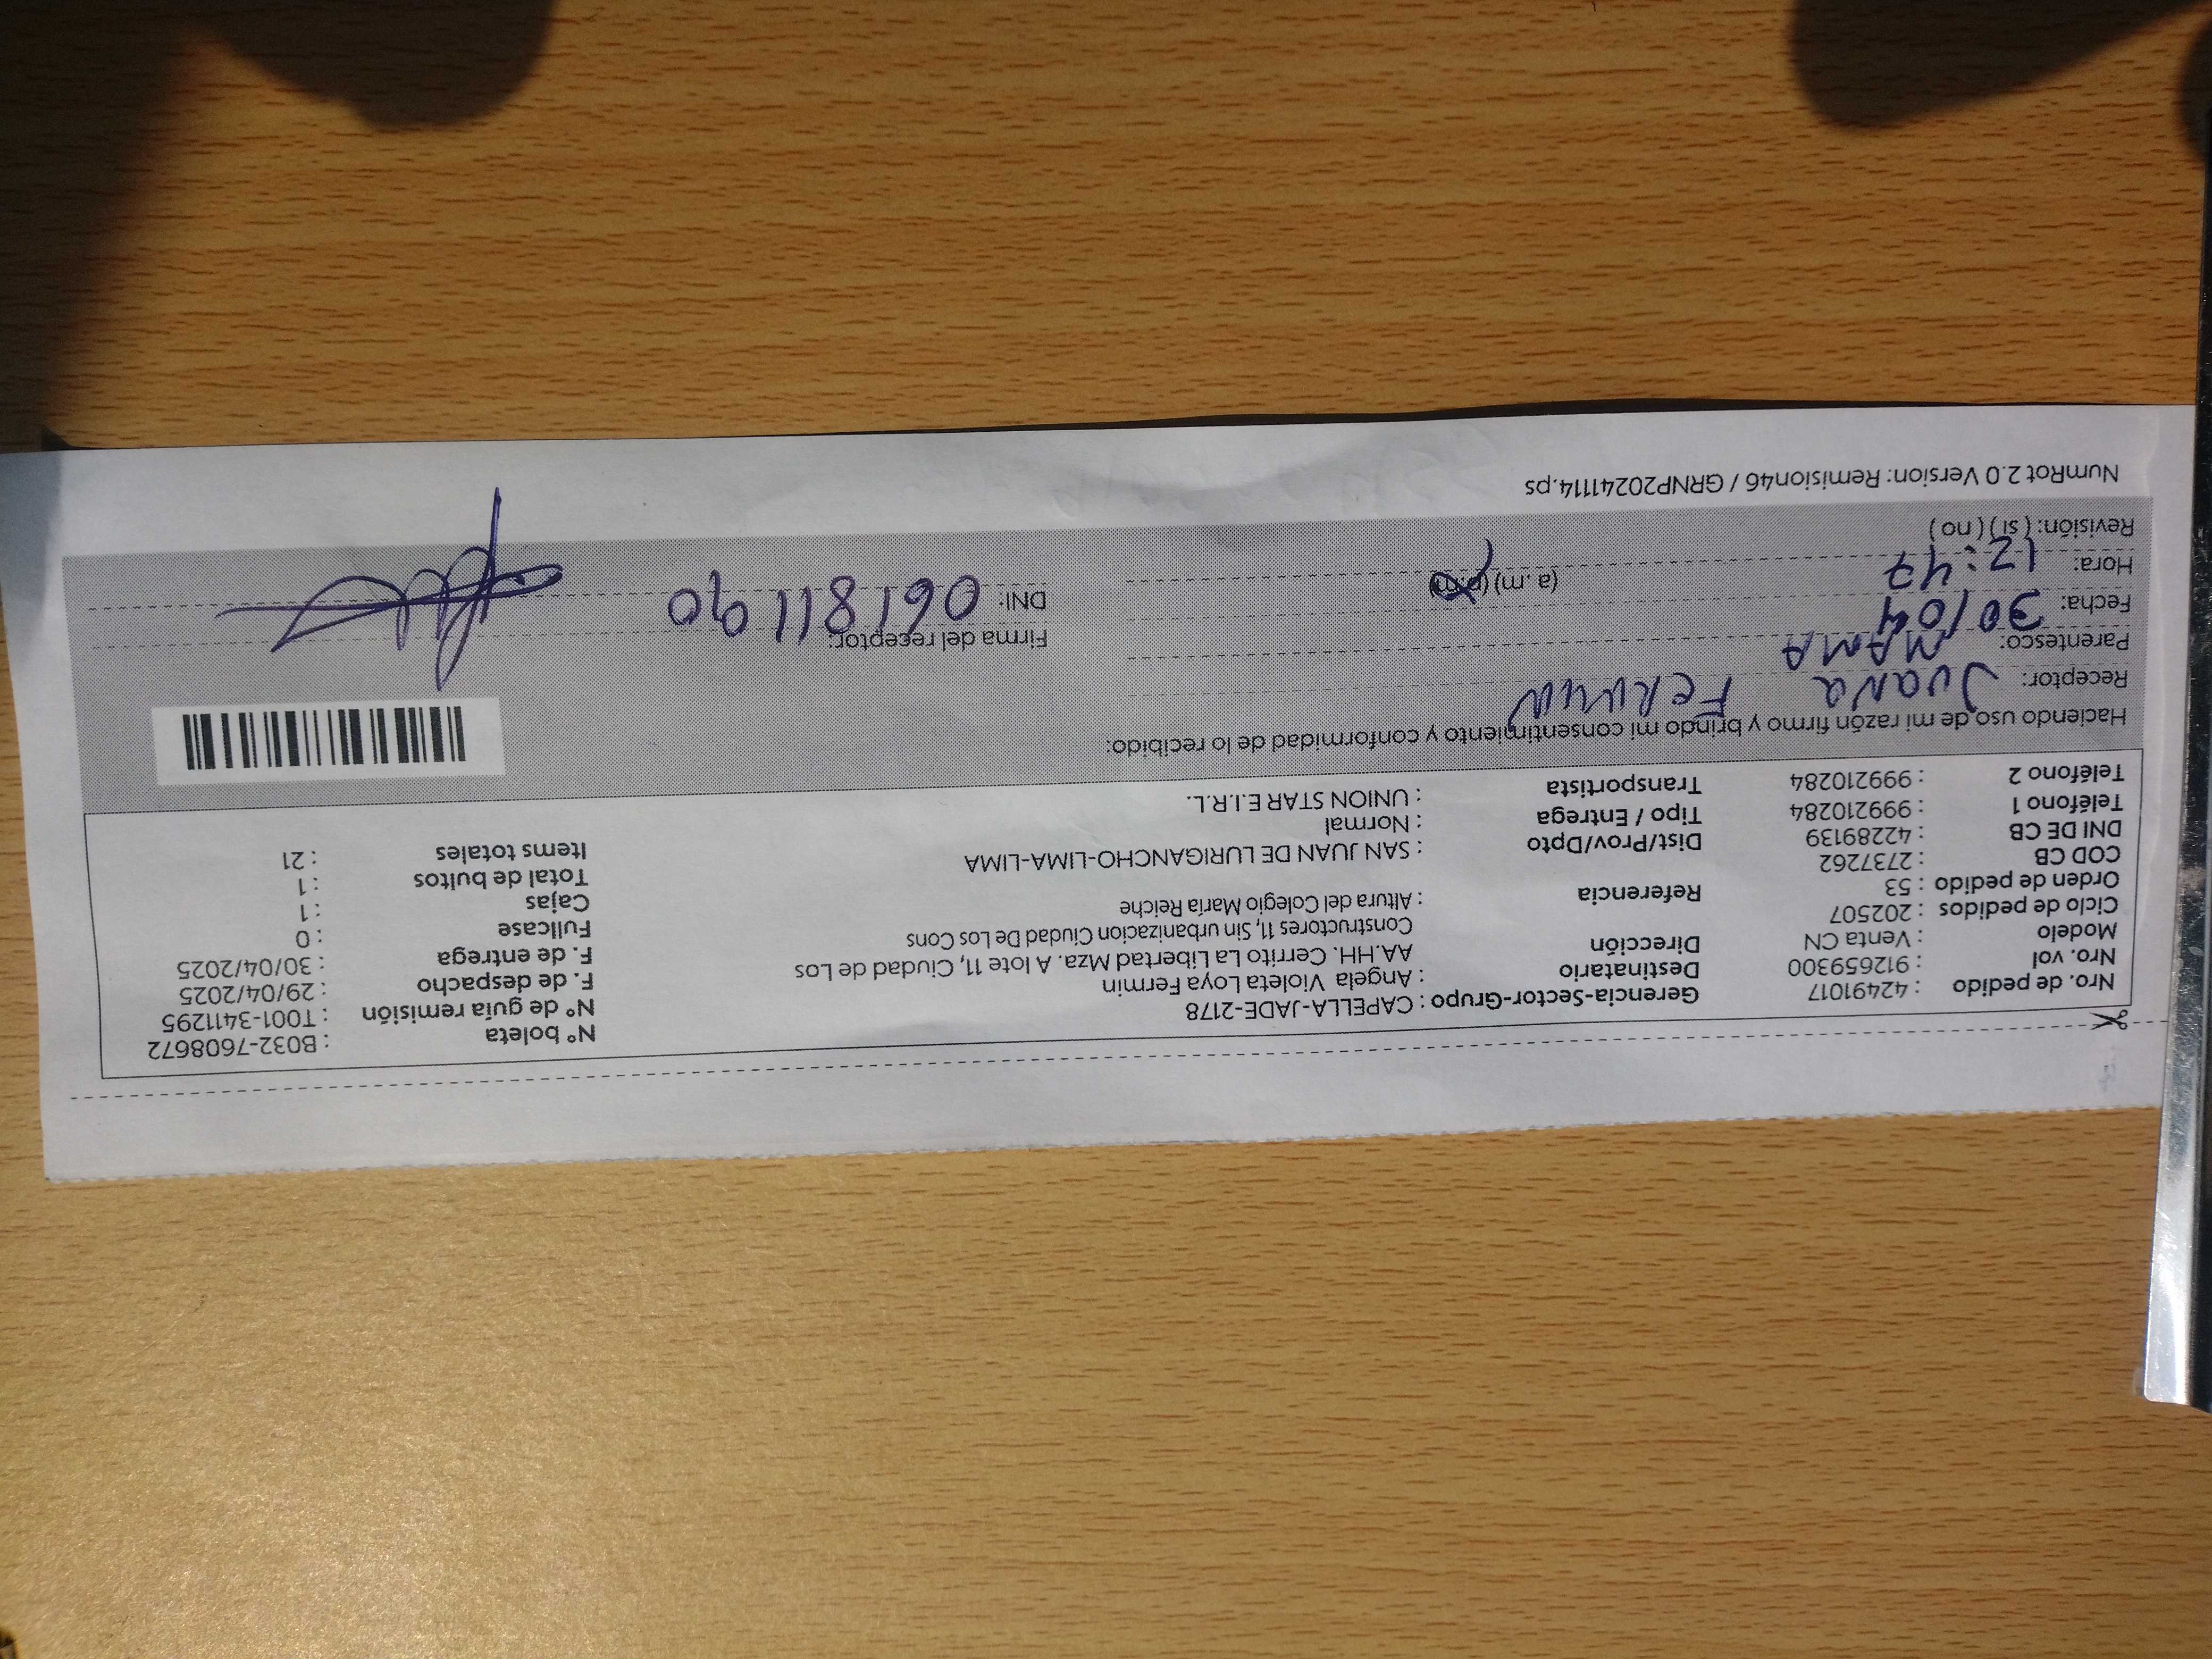 Nro. de pedido : 42491017
Nro. vol : 912659300
Modelo : Venta CN
Ciclo de pedidos : 202507
Orden de pedido : 53
COD CB : 2737262
DNI DE CB : 42289139
Teléfono 1 : 999210284
Teléfono 2 : 999210284
Gerencia-Sector-Grupo : CAPELLA-JADE-2178
Destinatario : Angela Violeta Loya Fermin
Dirección AA.HH. Cerrito La Libertad Mza. A lote 11, Ciudad de Los
Constructores 11, Sin urbanizacion Ciudad De Los Cons
Referencia : Altura del Colegio María Reiche
Dist/Prov/Dpto : SAN JUAN DE LURIGANCHO-LIMA-LIMA
Tipo / Entrega : Normal
Transportista : UNION STAR E.I.R.L.
N° boleta : B032-7608672
N° de guía remisión : T001-3411295
F. de despacho : 29/04/2025
F. de entrega : 30/04/2025
Fullcase : 0
Cajas : 1
Total de bultos : 1
Items totales : 21
Haciendo uso de mi razón firmo y brindo mi consentimiento y conformidad de lo recibido:
Receptor: JUANA FERMIN
Parentesco: MAMA
Fecha: 30/04
Hora: 12:47 (a.m) (p.m)
Revisión: ( si ) ( no )
Firma del receptor:
DNI: 06181190
NumRot 2.0 Version: Remision46 / GRNP20241114.ps